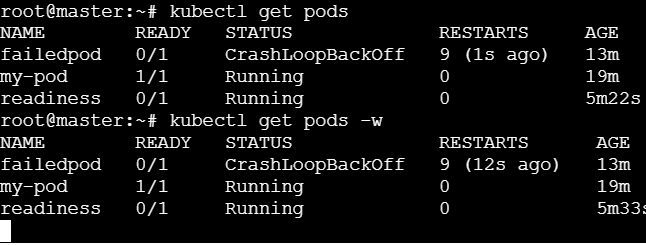 root@master:~# kubectl get pods
NAME READY STATUS RESTARTS AGE
failedpod 0/1 CrashLoopBackOff 9 (1s ago) 13m
my-pod 1/1 Running 0 19m
readiness 0/1 Running 0 5m22s
root@master:~# kubectl get pods -w
NAME READY STATUS RESTARTS AGE
failedpod 0/1 CrashLoopBackOff 9 (12s ago) 13m
my-pod 1/1 Running 0 19m
readiness 0/1 Running 0 5m33s